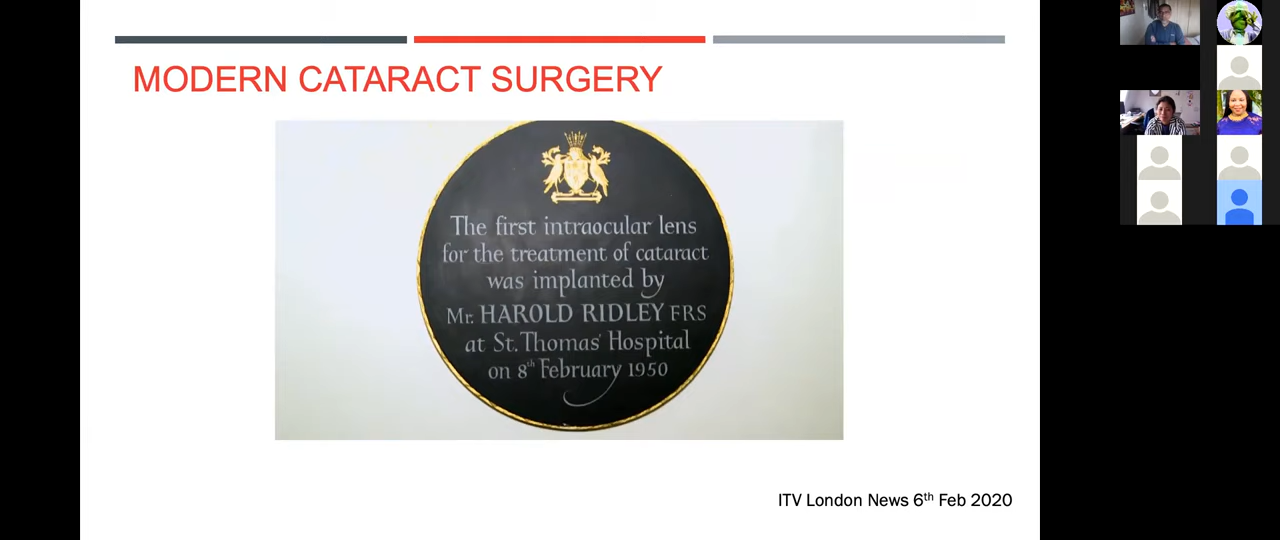 MODERN CATARACT SURGERY
The first intraocular lens
for the treatment of cataract
was implanted by
Mr. HAROLD RIDLEY FRS
at St. Thomas' Hospital
on 8th February 1950
ITV London News 6th Feb 2020